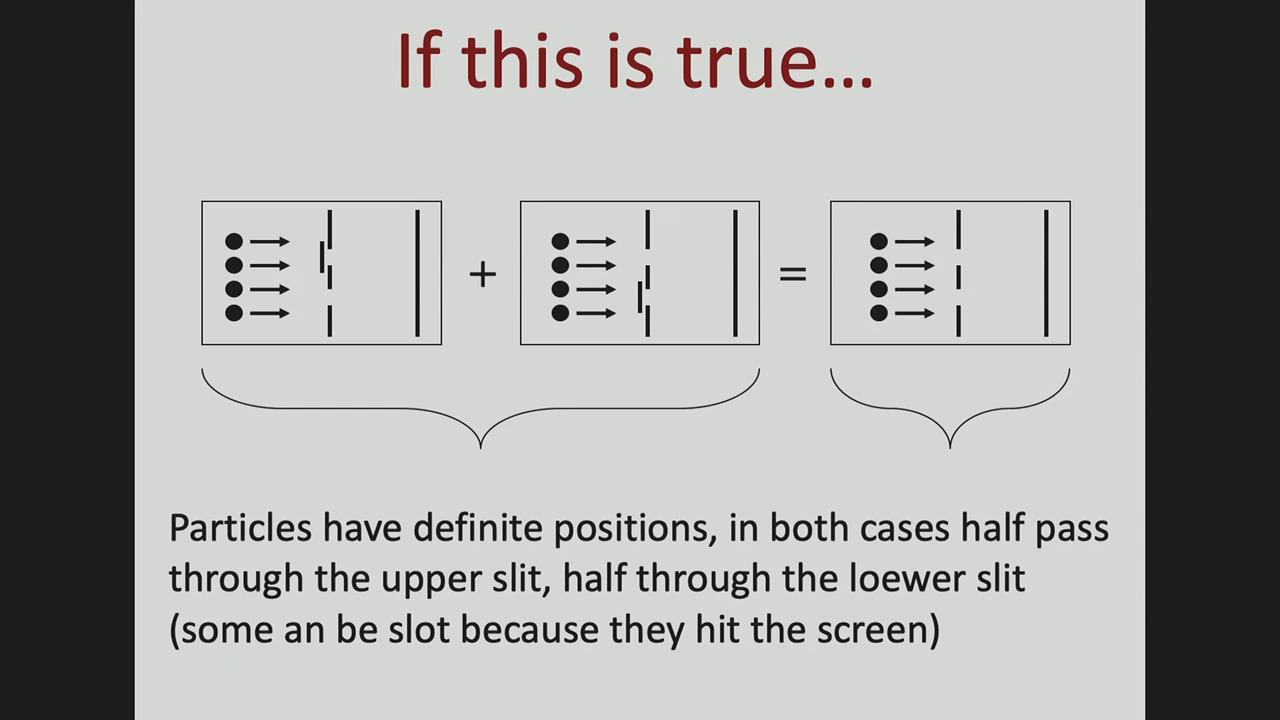 If this is true...
+
=
Particles have definite positions, in both cases half pass
through the upper slit, half through the loewer slit
(some an be slot because they hit the screen)